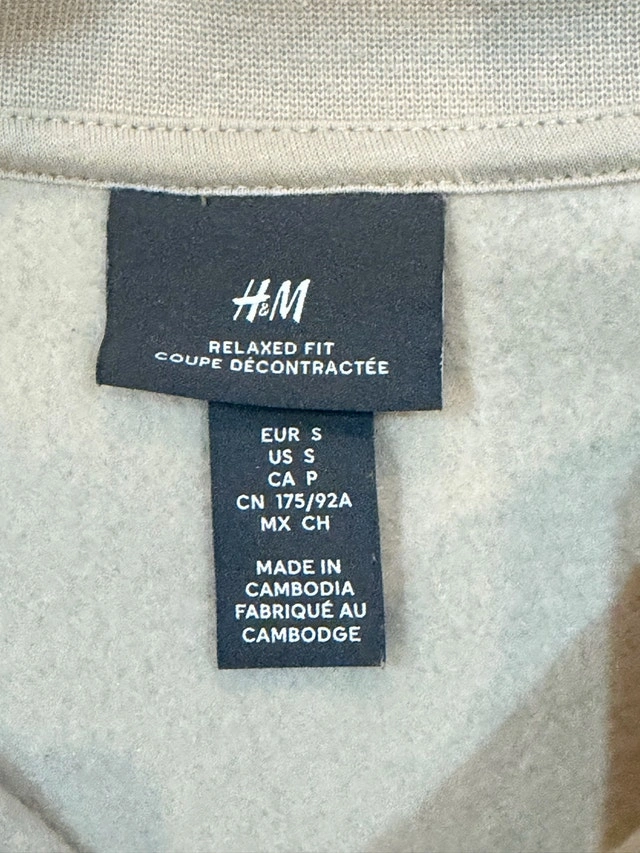 H&M
RELAXED FIT
COUPE DÉCONTRACTÉE
EUR S
US S
CA P
CN 175/92A
MX CH
MADE IN
CAMBODIA
FABRIQUÉ AU
CAMBODGE